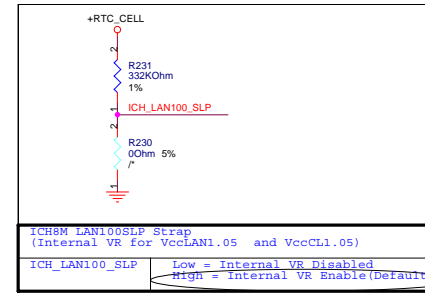 +RTC_CELL
2
R231
332KOhm
1%
1
ICH_LAN100_SLP
2
R230
0Ohm 5%
/*
1
ICH8M LAN100SLP Strap
(Internal VR for VccLAN1.05 and VccCL1.05)
ICH_LAN100_SLP
Low = Internal VR Disabled
High = Internal VR Enable(Default